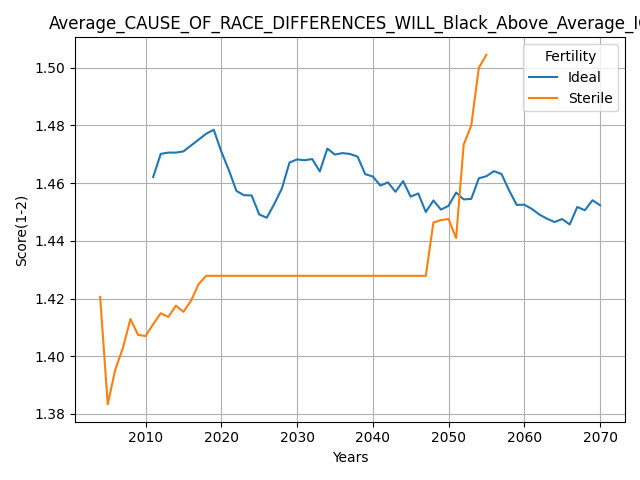 Average_CAUSE_OF_RACE_DIFFERENCES_WILL_Black_Above_Average_I
Fertility
Ideal
Sterile
Score(1-2)
1.50
1.48
1.46
1.44
1.42
1.40
1.38
2010 2020 2030 2040 2050 2060 2070
Years